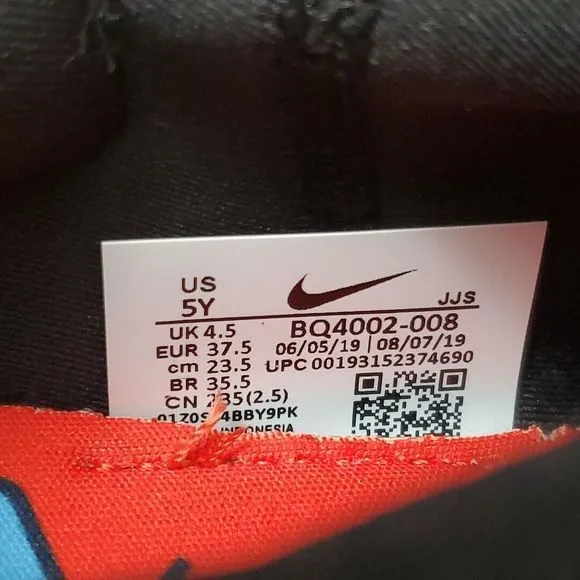 US
5Y
JJS
UK 4.5
EUR 37.5
cm 23.5
BR 35.5
CN 235(2.5)
BQ4002-008
06/05/19 | 08/07/19
UPC 00193152374690
INDONESIA